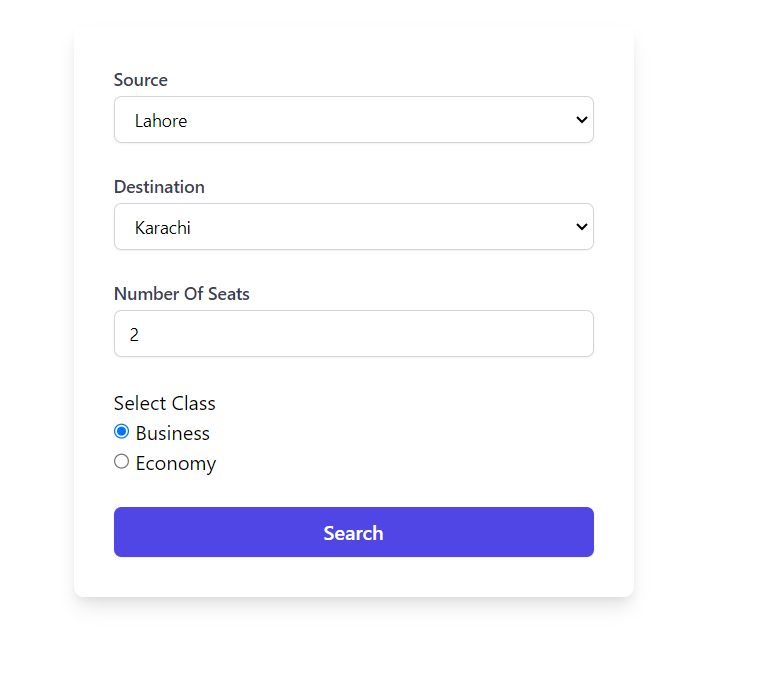 Source
Lahore
Destination
Karachi
Number Of Seats
2
Select Class
Business
Economy
Search